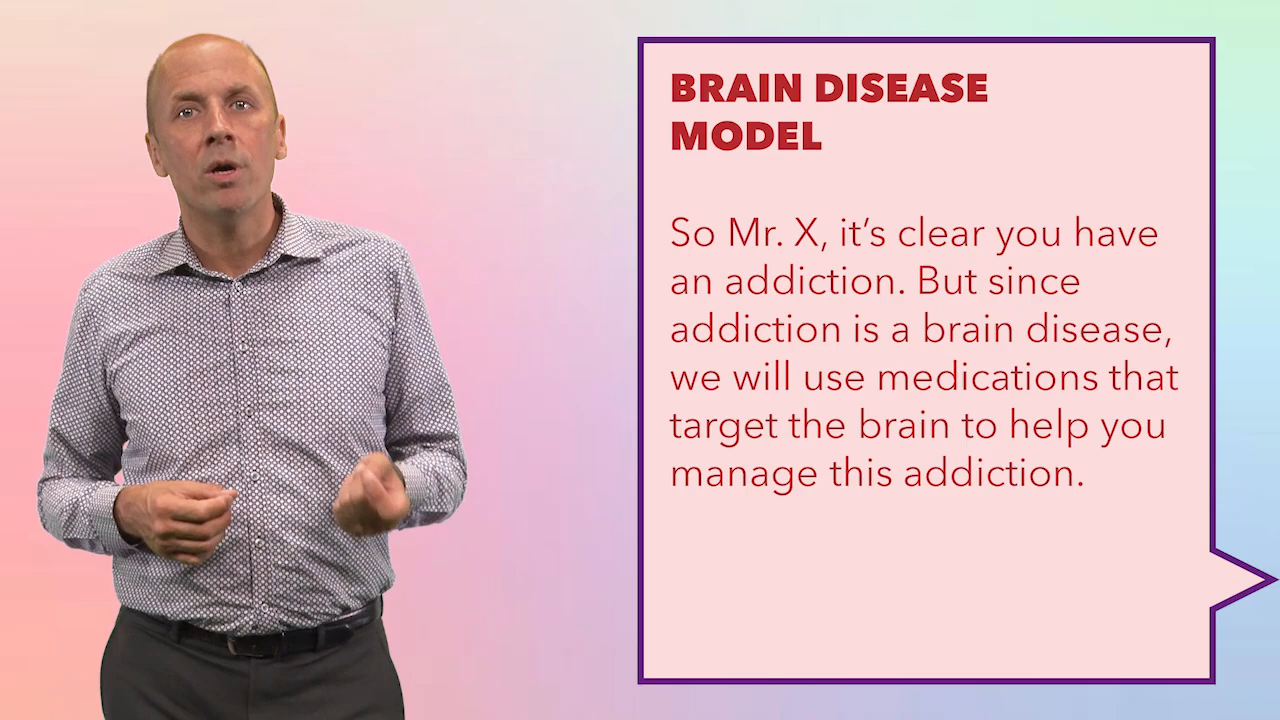 BRAIN DISEASE
MODEL
So Mr. X, it's clear you have
an addiction. But since
addiction is a brain disease,
we will use medications that
target the brain to help you
manage this addiction.